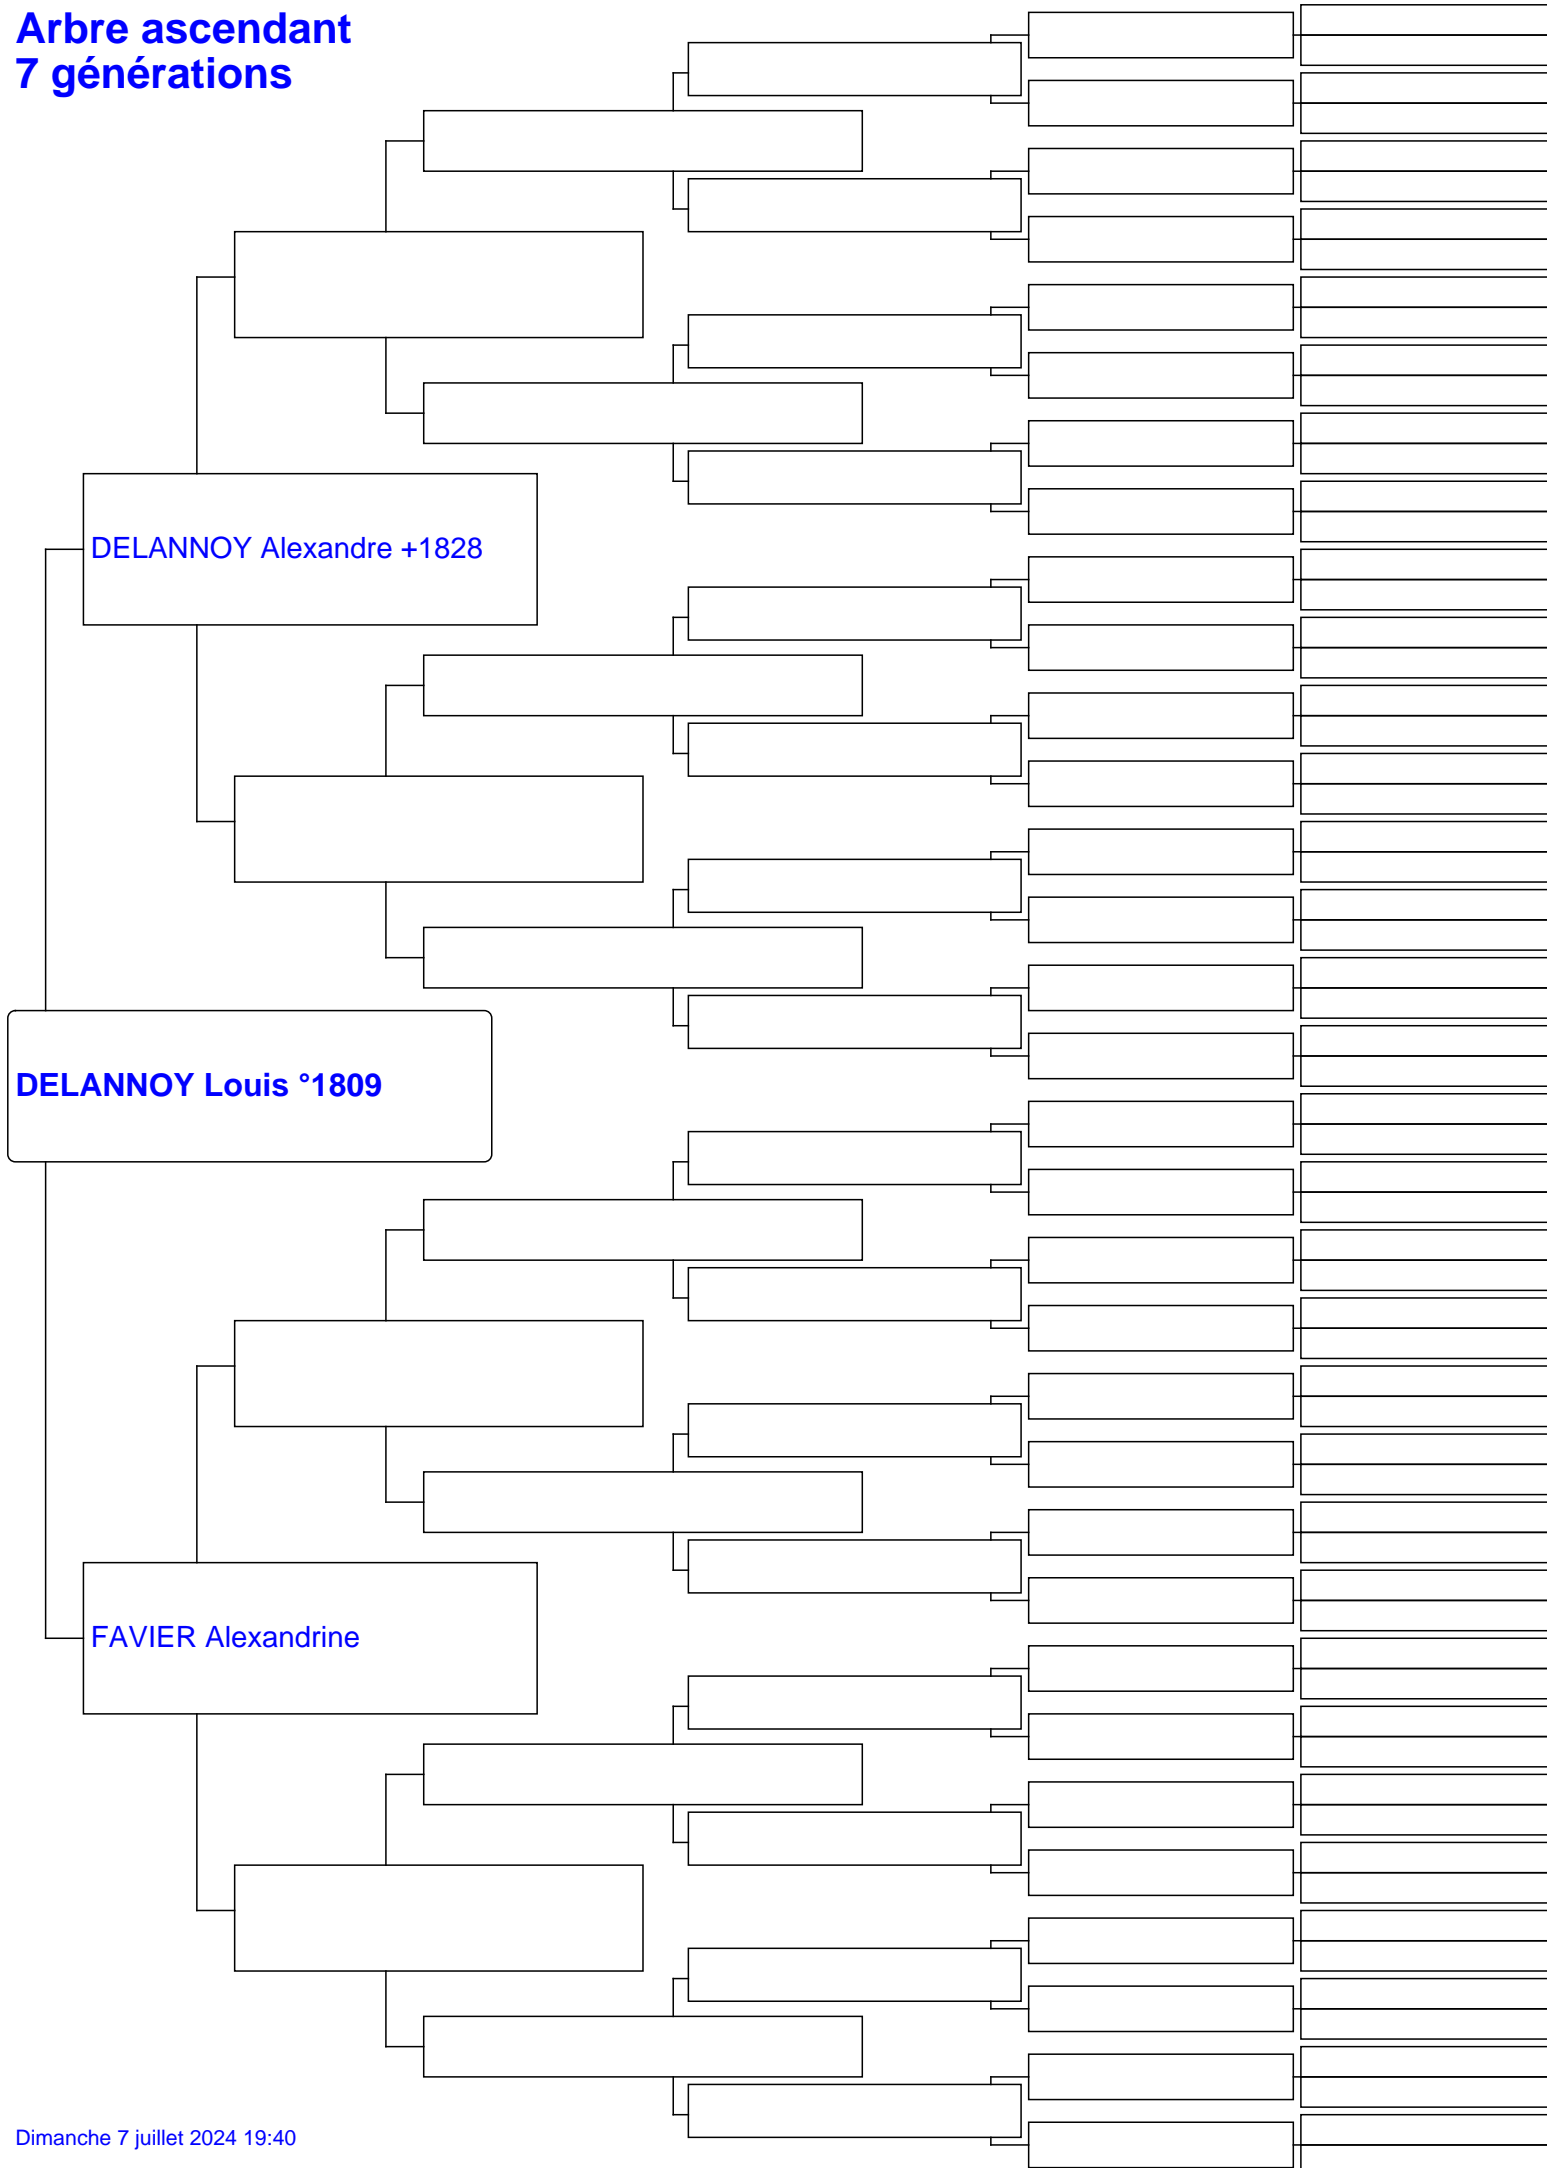 Arbre ascendant
7 générations
DELANNOY Alexandre +1828
DELANNOY Louis °1809
FAVIER Alexandrine
Dimanche 7 juillet 2024 19:40